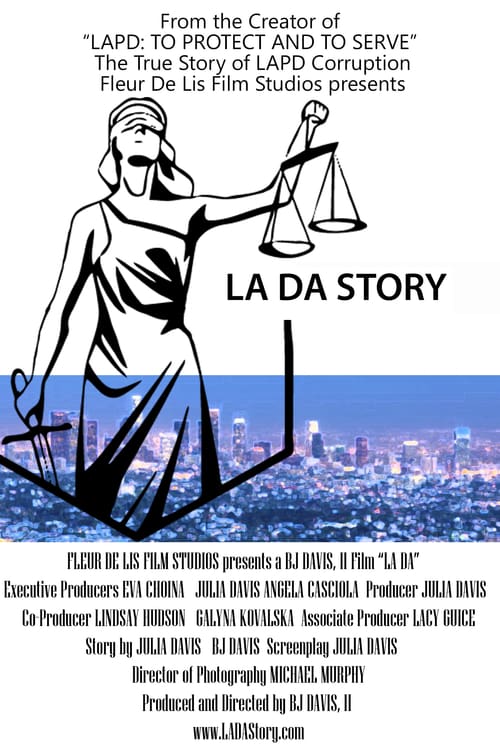 From the Creator of
“LAPD: TO PROTECT AND TO SERVE”
The True Story of LAPD Corruption
Fleur De Lis Film Studios presents
LA DA STORY
FLEUR DE LIS FILM STUDIOS presents a BJ DAVIS, II Film “LA DA”
Executive Producers EVA CHOINA JULIA DAVIS ANGELA CASCIOLA Producer JULIA DAVIS
Co-Producer LINDSAY HUDSON GALYNA KOVALSKA Associate Producer LACY GUICE
Story by JULIA DAVIS BJ DAVIS Screenplay JULIA DAVIS
Director of Photography MICHAEL MURPHY
Produced and Directed by BJ DAVIS, II
www.LADAStory.com